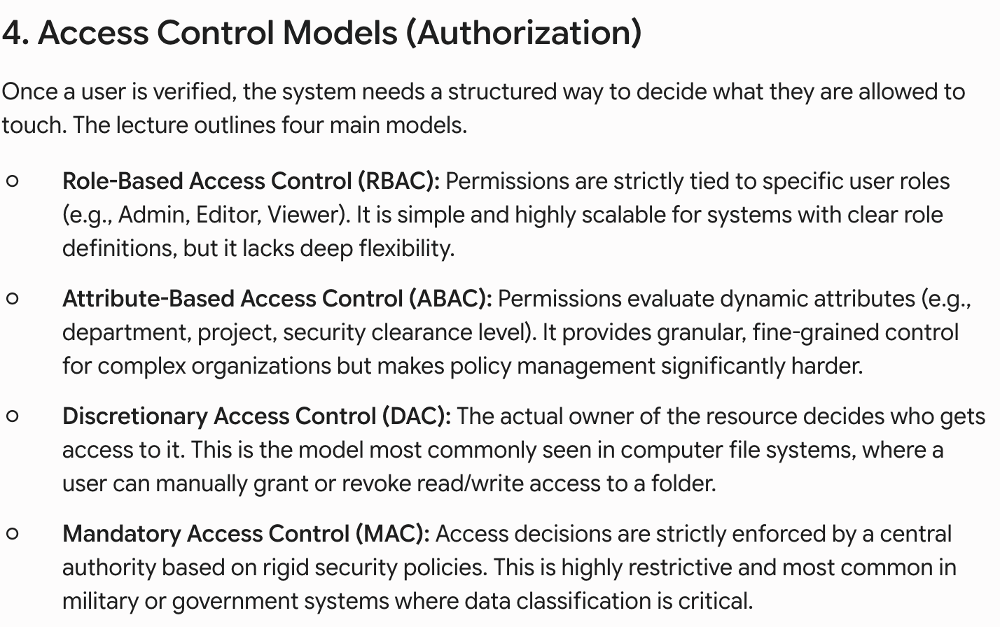 4. Access Control Models (Authorization)
Once a user is verified, the system needs a structured way to decide what they are allowed to
touch. The lecture outlines four main models.
Role-Based Access Control (RBAC): Permissions are strictly tied to specific user roles
(e.g., Admin, Editor, Viewer). It is simple and highly scalable for systems with clear role
definitions, but it lacks deep flexibility.
Attribute-Based Access Control (ABAC): Permissions evaluate dynamic attributes (e.g.,
department, project, security clearance level). It provides granular, fine-grained control
for complex organizations but makes policy management significantly harder.
Discretionary Access Control (DAC): The actual owner of the resource decides who gets
access to it. This is the model most commonly seen in computer file systems, where a
user can manually grant or revoke read/write access to a folder.
Mandatory Access Control (MAC): Access decisions are strictly enforced by a central
authority based on rigid security policies. This is highly restrictive and most common in
military or government systems where data classification is critical.